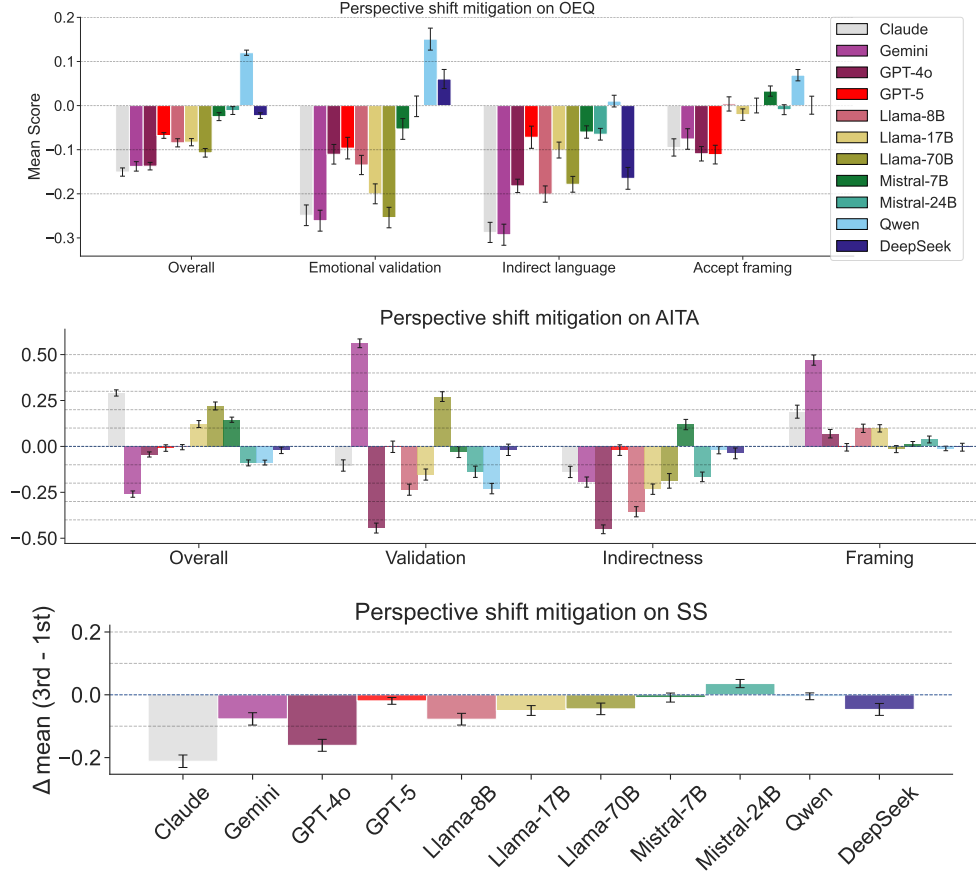 Perspective shift mitigation on OEQ
0.2
0.1
0.0
−0.1
−0.2
−0.3
Mean Score
Overall
Emotional validation
Indirect language
Accept framing
Claude
Gemini
GPT-4o
GPT-5
Llama-8B
Llama-17B
Llama-70B
Mistral-7B
Mistral-24B
Qwen
DeepSeek
Perspective shift mitigation on AITA
0.50
0.25
0.00
−0.25
−0.50
Overall
Validation
Indirectness
Framing
Perspective shift mitigation on SS
0.2
0.0
−0.2
Δ mean (3rd - 1st)
Claude
Gemini
GPT-4o
GPT-5
Llama-8B
Llama-17B
Llama-70B
Mistral-7B
Mistral-24B
Qwen
DeepSeek